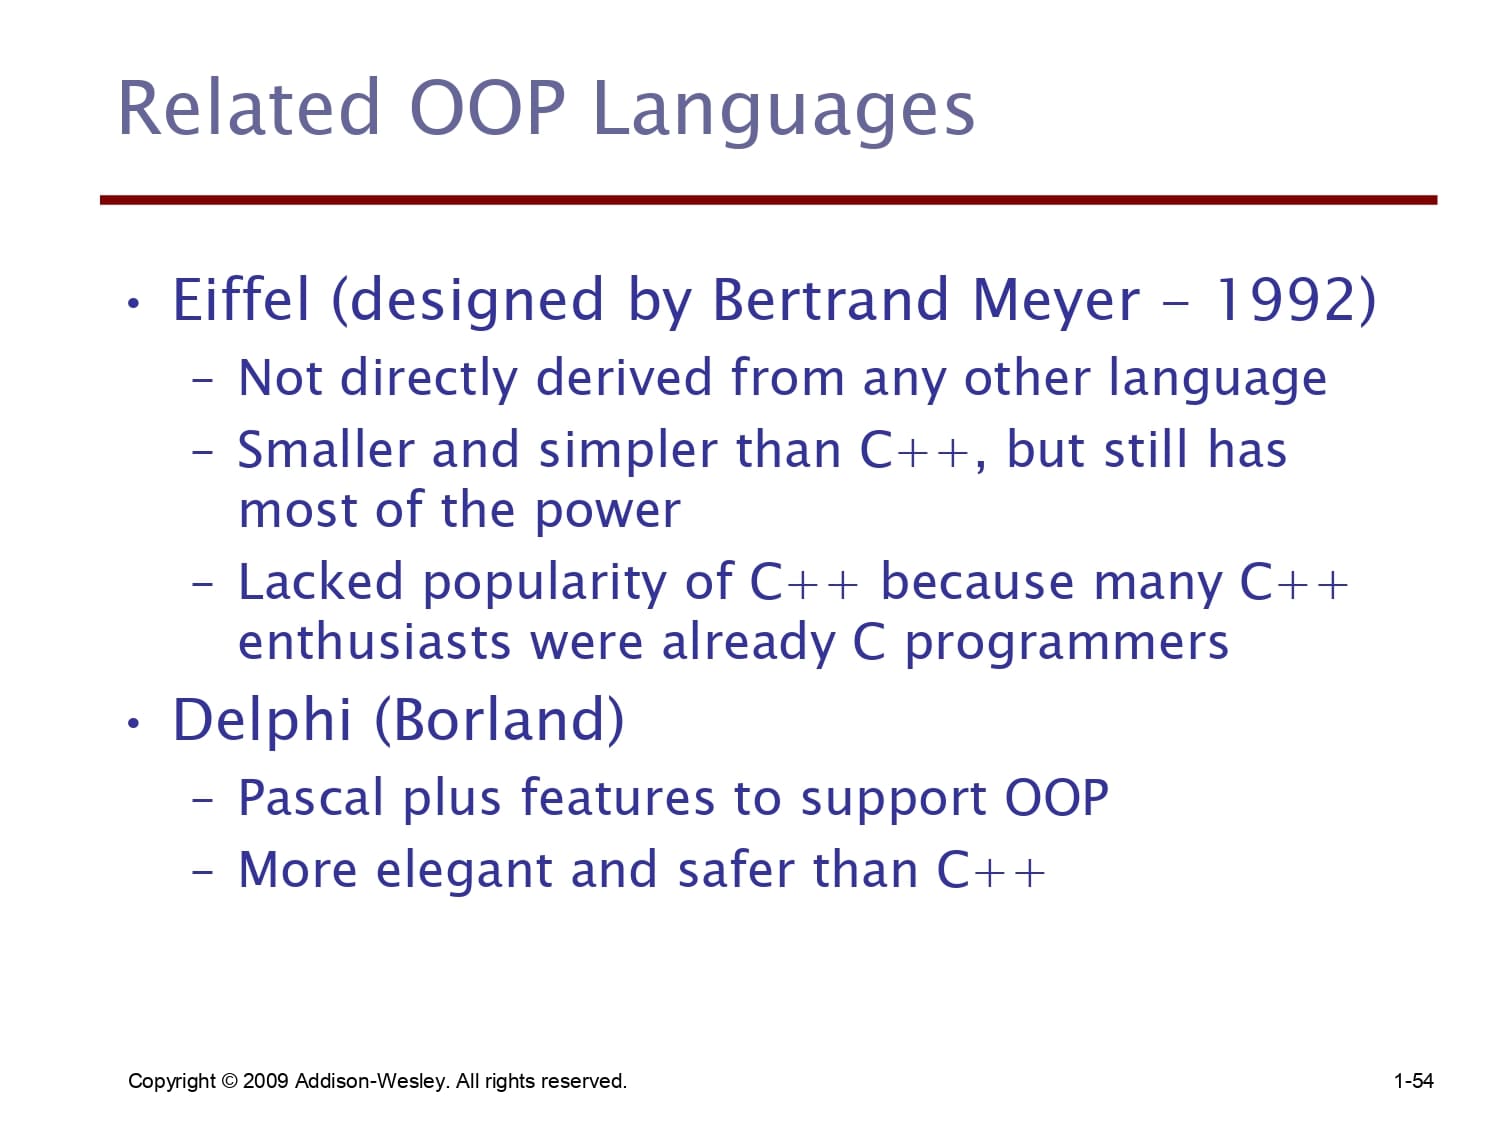 Related OOP Languages
• Eiffel (designed by Bertrand Meyer – 1992)
– Not directly derived from any other language
– Smaller and simpler than C++, but still has
most of the power
– Lacked popularity of C++ because many C++
enthusiasts were already C programmers
• Delphi (Borland)
– Pascal plus features to support OOP
– More elegant and safer than C++
Copyright © 2009 Addison-Wesley. All rights reserved.
1-54